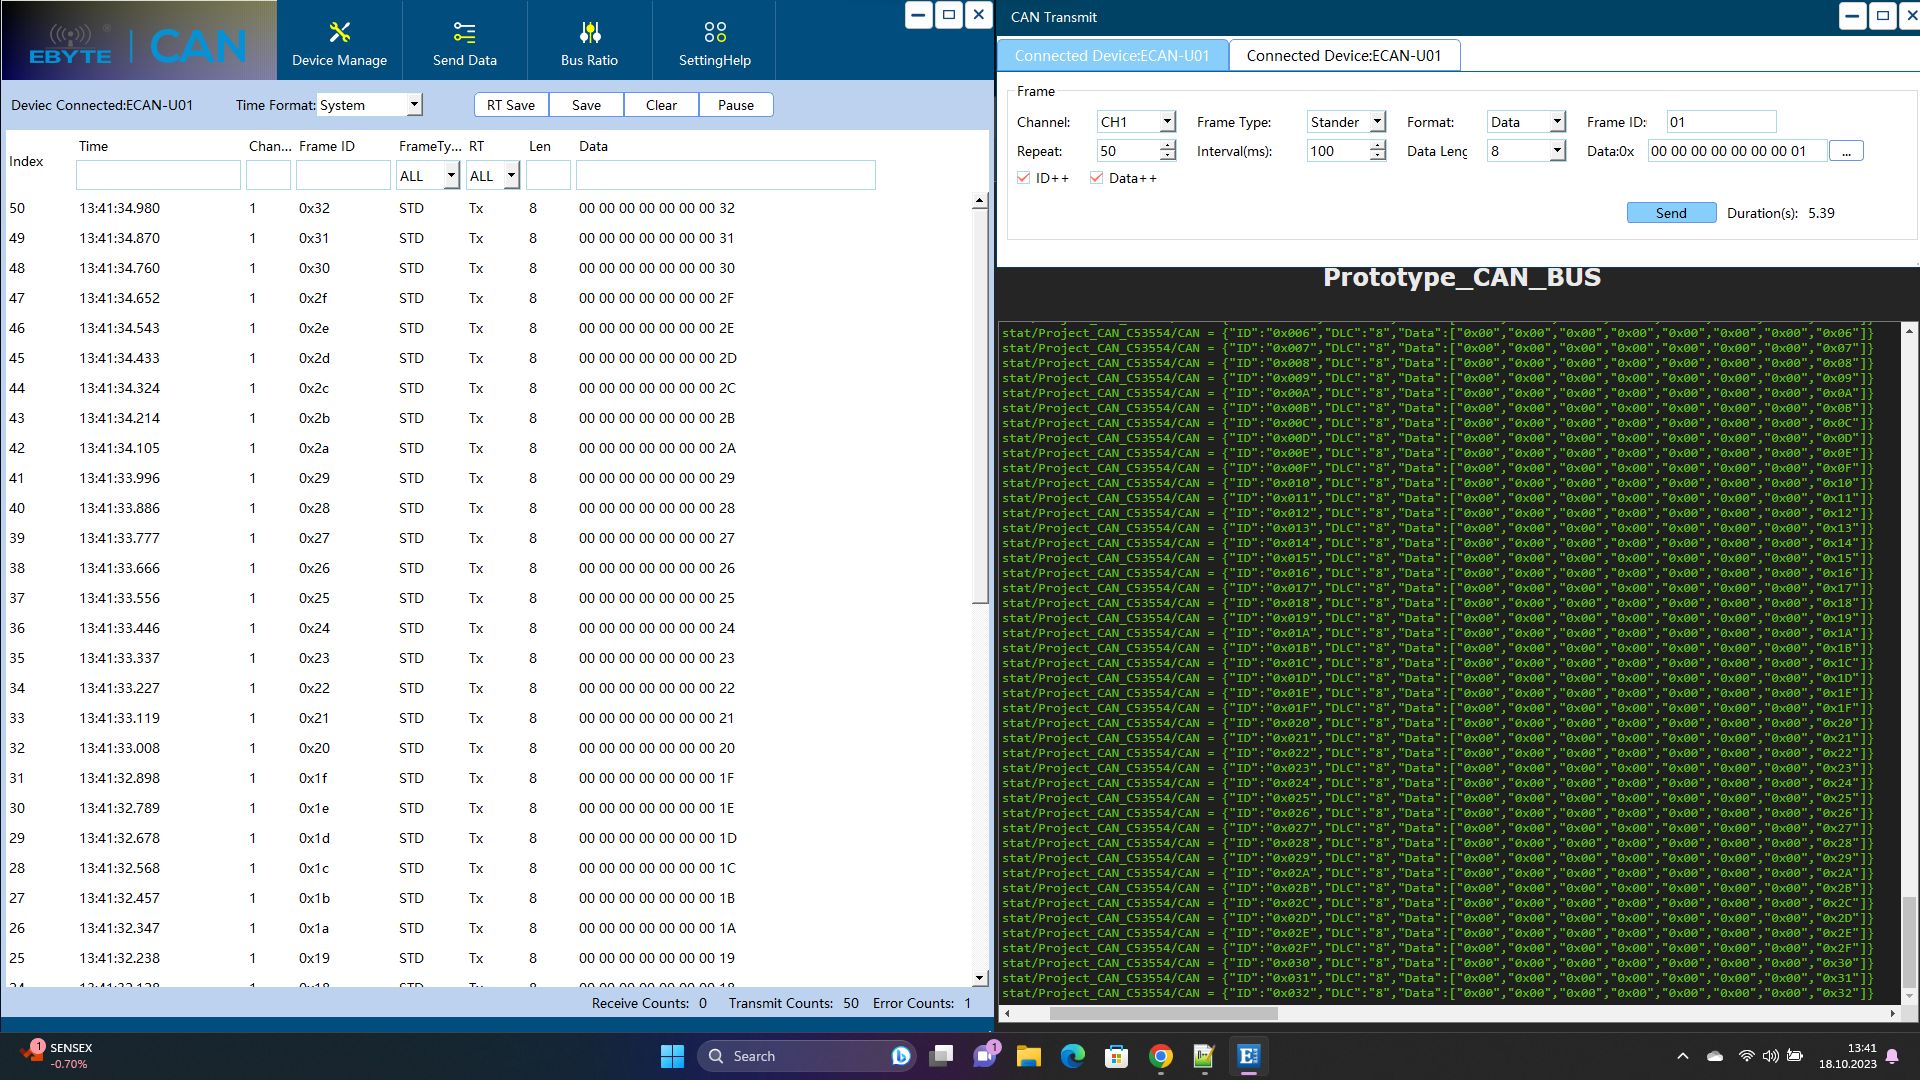 EBYTE ® | CAN
Device Manage
Send Data
Bus Ratio
SettingHelp
Deviec Connected:ECAN-U01 Time Format: System RT Save Save Clear Pause
Index Time Chan... Frame ID FrameTy... RT Len Data
ALL ALL
50 13:41:34.980 1 0x32 STD Tx 8 00 00 00 00 00 00 00 32
49 13:41:34.870 1 0x31 STD Tx 8 00 00 00 00 00 00 00 31
48 13:41:34.760 1 0x30 STD Tx 8 00 00 00 00 00 00 00 30
47 13:41:34.652 1 0x2f STD Tx 8 00 00 00 00 00 00 00 2F
46 13:41:34.543 1 0x2e STD Tx 8 00 00 00 00 00 00 00 2E
45 13:41:34.433 1 0x2d STD Tx 8 00 00 00 00 00 00 00 2D
44 13:41:34.324 1 0x2c STD Tx 8 00 00 00 00 00 00 00 2C
43 13:41:34.214 1 0x2b STD Tx 8 00 00 00 00 00 00 00 2B
42 13:41:34.105 1 0x2a STD Tx 8 00 00 00 00 00 00 00 2A
41 13:41:33.996 1 0x29 STD Tx 8 00 00 00 00 00 00 00 29
40 13:41:33.886 1 0x28 STD Tx 8 00 00 00 00 00 00 00 28
39 13:41:33.777 1 0x27 STD Tx 8 00 00 00 00 00 00 00 27
38 13:41:33.666 1 0x26 STD Tx 8 00 00 00 00 00 00 00 26
37 13:41:33.556 1 0x25 STD Tx 8 00 00 00 00 00 00 00 25
36 13:41:33.446 1 0x24 STD Tx 8 00 00 00 00 00 00 00 24
35 13:41:33.337 1 0x23 STD Tx 8 00 00 00 00 00 00 00 23
34 13:41:33.227 1 0x22 STD Tx 8 00 00 00 00 00 00 00 22
33 13:41:33.119 1 0x21 STD Tx 8 00 00 00 00 00 00 00 21
32 13:41:33.008 1 0x20 STD Tx 8 00 00 00 00 00 00 00 20
31 13:41:32.898 1 0x1f STD Tx 8 00 00 00 00 00 00 00 1F
30 13:41:32.789 1 0x1e STD Tx 8 00 00 00 00 00 00 00 1E
29 13:41:32.678 1 0x1d STD Tx 8 00 00 00 00 00 00 00 1D
28 13:41:32.568 1 0x1c STD Tx 8 00 00 00 00 00 00 00 1C
27 13:41:32.457 1 0x1b STD Tx 8 00 00 00 00 00 00 00 1B
26 13:41:32.347 1 0x1a STD Tx 8 00 00 00 00 00 00 00 1A
25 13:41:32.238 1 0x19 STD Tx 8 00 00 00 00 00 00 00 19
Receive Counts: 0 Transmit Counts: 50 Error Counts: 1
CAN Transmit
Connected Device:ECAN-U01 Connected Device:ECAN-U01
Frame
Channel: CH1 Frame Type: Stander Format: Data Frame ID: 01
Repeat: 50 Interval(ms): 100 Data Leng 8 Data:0x 00 00 00 00 00 00 00 01 ...
ID++ Data++
Send Duration(s): 5.39
Prototype_CAN_BUS
stat/Project_CAN_C53554/CAN = {"ID":"0x006","DLC":"8","Data":["0x00","0x00","0x00","0x00","0x00","0x00","0x00","0x06"]}
stat/Project_CAN_C53554/CAN = {"ID":"0x007","DLC":"8","Data":["0x00","0x00","0x00","0x00","0x00","0x00","0x00","0x07"]}
stat/Project_CAN_C53554/CAN = {"ID":"0x008","DLC":"8","Data":["0x00","0x00","0x00","0x00","0x00","0x00","0x00","0x08"]}
stat/Project_CAN_C53554/CAN = {"ID":"0x009","DLC":"8","Data":["0x00","0x00","0x00","0x00","0x00","0x00","0x00","0x09"]}
stat/Project_CAN_C53554/CAN = {"ID":"0x00A","DLC":"8","Data":["0x00","0x00","0x00","0x00","0x00","0x00","0x00","0x0A"]}
stat/Project_CAN_C53554/CAN = {"ID":"0x00B","DLC":"8","Data":["0x00","0x00","0x00","0x00","0x00","0x00","0x00","0x0B"]}
stat/Project_CAN_C53554/CAN = {"ID":"0x00C","DLC":"8","Data":["0x00","0x00","0x00","0x00","0x00","0x00","0x00","0x0C"]}
stat/Project_CAN_C53554/CAN = {"ID":"0x00D","DLC":"8","Data":["0x00","0x00","0x00","0x00","0x00","0x00","0x00","0x0D"]}
stat/Project_CAN_C53554/CAN = {"ID":"0x00E","DLC":"8","Data":["0x00","0x00","0x00","0x00","0x00","0x00","0x00","0x0E"]}
stat/Project_CAN_C53554/CAN = {"ID":"0x00F","DLC":"8","Data":["0x00","0x00","0x00","0x00","0x00","0x00","0x00","0x0F"]}
stat/Project_CAN_C53554/CAN = {"ID":"0x010","DLC":"8","Data":["0x00","0x00","0x00","0x00","0x00","0x00","0x00","0x10"]}
stat/Project_CAN_C53554/CAN = {"ID":"0x011","DLC":"8","Data":["0x00","0x00","0x00","0x00","0x00","0x00","0x00","0x11"]}
stat/Project_CAN_C53554/CAN = {"ID":"0x012","DLC":"8","Data":["0x00","0x00","0x00","0x00","0x00","0x00","0x00","0x12"]}
stat/Project_CAN_C53554/CAN = {"ID":"0x013","DLC":"8","Data":["0x00","0x00","0x00","0x00","0x00","0x00","0x00","0x13"]}
stat/Project_CAN_C53554/CAN = {"ID":"0x014","DLC":"8","Data":["0x00","0x00","0x00","0x00","0x00","0x00","0x00","0x14"]}
stat/Project_CAN_C53554/CAN = {"ID":"0x015","DLC":"8","Data":["0x00","0x00","0x00","0x00","0x00","0x00","0x00","0x15"]}
stat/Project_CAN_C53554/CAN = {"ID":"0x016","DLC":"8","Data":["0x00","0x00","0x00","0x00","0x00","0x00","0x00","0x16"]}
stat/Project_CAN_C53554/CAN = {"ID":"0x017","DLC":"8","Data":["0x00","0x00","0x00","0x00","0x00","0x00","0x00","0x17"]}
stat/Project_CAN_C53554/CAN = {"ID":"0x018","DLC":"8","Data":["0x00","0x00","0x00","0x00","0x00","0x00","0x00","0x18"]}
stat/Project_CAN_C53554/CAN = {"ID":"0x019","DLC":"8","Data":["0x00","0x00","0x00","0x00","0x00","0x00","0x00","0x19"]}
stat/Project_CAN_C53554/CAN = {"ID":"0x01A","DLC":"8","Data":["0x00","0x00","0x00","0x00","0x00","0x00","0x00","0x1A"]}
stat/Project_CAN_C53554/CAN = {"ID":"0x01B","DLC":"8","Data":["0x00","0x00","0x00","0x00","0x00","0x00","0x00","0x1B"]}
stat/Project_CAN_C53554/CAN = {"ID":"0x01C","DLC":"8","Data":["0x00","0x00","0x00","0x00","0x00","0x00","0x00","0x1C"]}
stat/Project_CAN_C53554/CAN = {"ID":"0x01D","DLC":"8","Data":["0x00","0x00","0x00","0x00","0x00","0x00","0x00","0x1D"]}
stat/Project_CAN_C53554/CAN = {"ID":"0x01E","DLC":"8","Data":["0x00","0x00","0x00","0x00","0x00","0x00","0x00","0x1E"]}
stat/Project_CAN_C53554/CAN = {"ID":"0x01F","DLC":"8","Data":["0x00","0x00","0x00","0x00","0x00","0x00","0x00","0x1F"]}
stat/Project_CAN_C53554/CAN = {"ID":"0x020","DLC":"8","Data":["0x00","0x00","0x00","0x00","0x00","0x00","0x00","0x20"]}
stat/Project_CAN_C53554/CAN = {"ID":"0x021","DLC":"8","Data":["0x00","0x00","0x00","0x00","0x00","0x00","0x00","0x21"]}
stat/Project_CAN_C53554/CAN = {"ID":"0x022","DLC":"8","Data":["0x00","0x00","0x00","0x00","0x00","0x00","0x00","0x22"]}
stat/Project_CAN_C53554/CAN = {"ID":"0x023","DLC":"8","Data":["0x00","0x00","0x00","0x00","0x00","0x00","0x00","0x23"]}
stat/Project_CAN_C53554/CAN = {"ID":"0x024","DLC":"8","Data":["0x00","0x00","0x00","0x00","0x00","0x00","0x00","0x24"]}
stat/Project_CAN_C53554/CAN = {"ID":"0x025","DLC":"8","Data":["0x00","0x00","0x00","0x00","0x00","0x00","0x00","0x25"]}
stat/Project_CAN_C53554/CAN = {"ID":"0x026","DLC":"8","Data":["0x00","0x00","0x00","0x00","0x00","0x00","0x00","0x26"]}
stat/Project_CAN_C53554/CAN = {"ID":"0x027","DLC":"8","Data":["0x00","0x00","0x00","0x00","0x00","0x00","0x00","0x27"]}
stat/Project_CAN_C53554/CAN = {"ID":"0x028","DLC":"8","Data":["0x00","0x00","0x00","0x00","0x00","0x00","0x00","0x28"]}
stat/Project_CAN_C53554/CAN = {"ID":"0x029","DLC":"8","Data":["0x00","0x00","0x00","0x00","0x00","0x00","0x00","0x29"]}
stat/Project_CAN_C53554/CAN = {"ID":"0x02A","DLC":"8","Data":["0x00","0x00","0x00","0x00","0x00","0x00","0x00","0x2A"]}
stat/Project_CAN_C53554/CAN = {"ID":"0x02B","DLC":"8","Data":["0x00","0x00","0x00","0x00","0x00","0x00","0x00","0x2B"]}
stat/Project_CAN_C53554/CAN = {"ID":"0x02C","DLC":"8","Data":["0x00","0x00","0x00","0x00","0x00","0x00","0x00","0x2C"]}
stat/Project_CAN_C53554/CAN = {"ID":"0x02D","DLC":"8","Data":["0x00","0x00","0x00","0x00","0x00","0x00","0x00","0x2D"]}
stat/Project_CAN_C53554/CAN = {"ID":"0x02E","DLC":"8","Data":["0x00","0x00","0x00","0x00","0x00","0x00","0x00","0x2E"]}
stat/Project_CAN_C53554/CAN = {"ID":"0x02F","DLC":"8","Data":["0x00","0x00","0x00","0x00","0x00","0x00","0x00","0x2F"]}
stat/Project_CAN_C53554/CAN = {"ID":"0x030","DLC":"8","Data":["0x00","0x00","0x00","0x00","0x00","0x00","0x00","0x30"]}
stat/Project_CAN_C53554/CAN = {"ID":"0x031","DLC":"8","Data":["0x00","0x00","0x00","0x00","0x00","0x00","0x00","0x31"]}
stat/Project_CAN_C53554/CAN = {"ID":"0x032","DLC":"8","Data":["0x00","0x00","0x00","0x00","0x00","0x00","0x00","0x32"]}
1 SENSEX
-0.70%
Search
1
13:41
18.10.2023